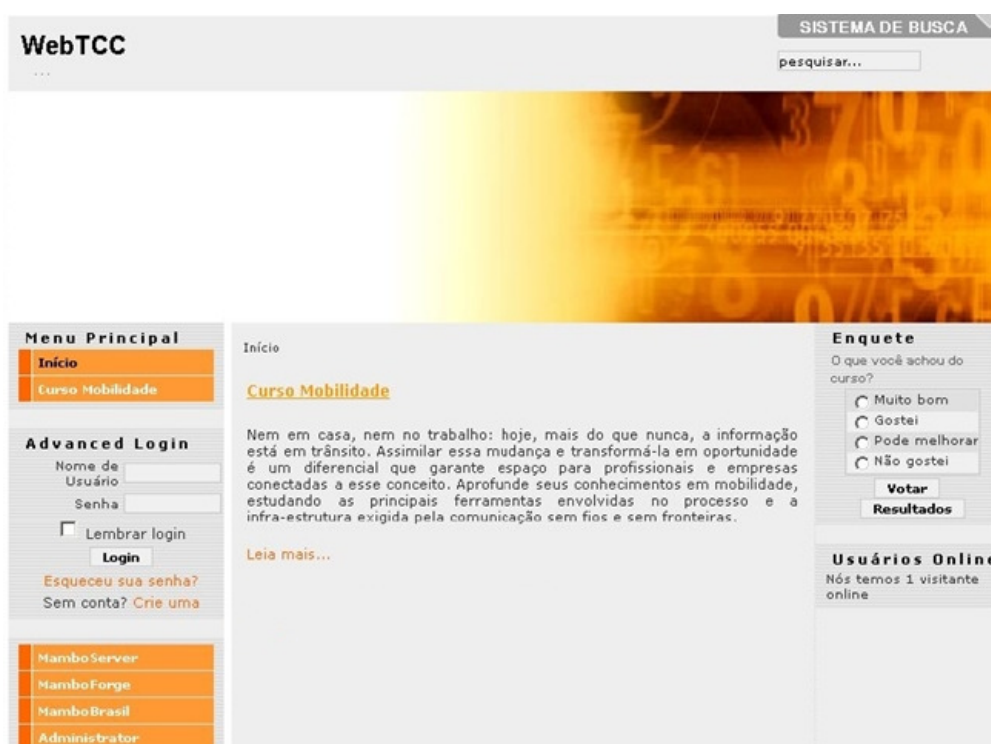 WebTCC
...
SISTEMA DE BUSCA
pesquisar...
Menu Principal
Início
Curso Mobilidade
Advanced Login
Nome de
Usuário
Senha
Lembrar login
Login
Esqueceu sua senha?
Sem conta? Crie uma
MamboServer
MamboForge
MamboBrasil
Administrator
Início
Curso Mobilidade
Nem em casa, nem no trabalho: hoje, mais do que nunca, a informação
está em trânsito. Assimilar essa mudança e transformá-la em oportunidade
é um diferencial que garante espaço para profissionais e empresas
conectadas a esse conceito. Aprofunde seus conhecimentos em mobilidade,
estudando as principais ferramentas envolvidas no processo e a
infra-estrutura exigida pela comunicação sem fios e sem fronteiras.
Leia mais...
Enquete
O que você achou do
curso?
Muito bom
Gostei
Pode melhorar
Não gostei
Votar
Resultados
Usuários Online
Nós temos 1 visitante
online